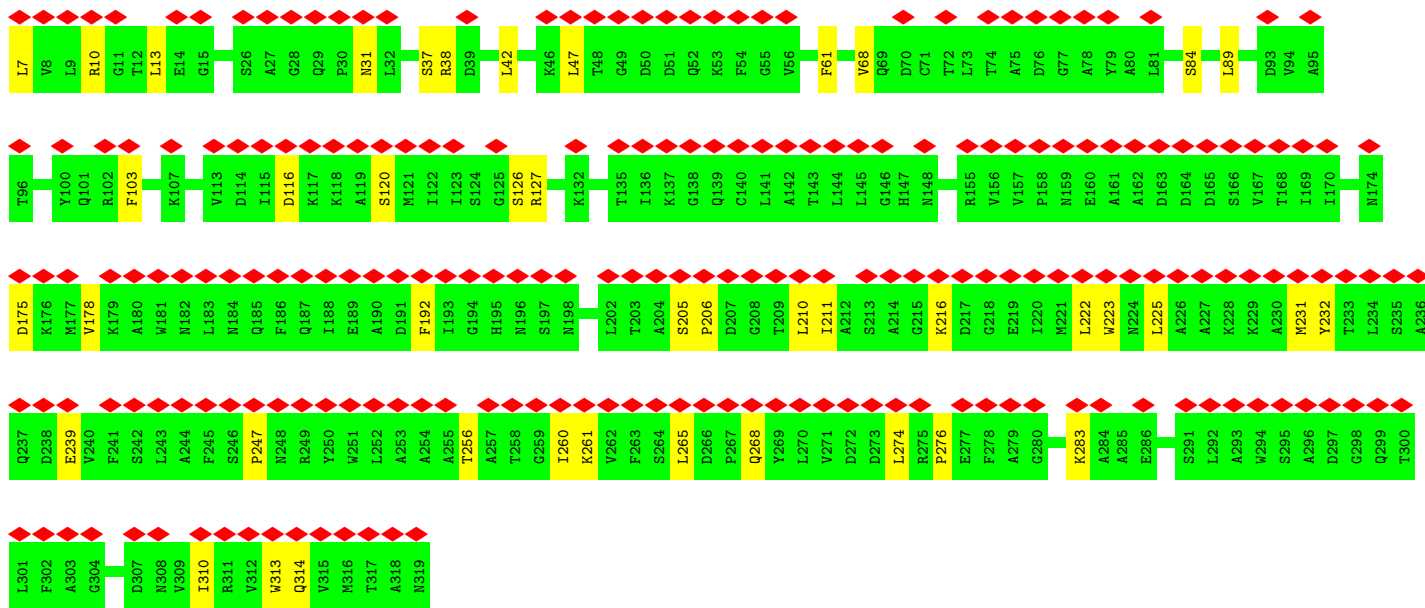 L7 V8 L9 R10 G11 T12 L13 E14 G15 S26 A27 G28 Q29 P30 N31 L32 S37 R38 D39 L42 K46 L47 T48 G49 D50 D51 Q52 K53 F54 G55 V56 F61 V68 Q69 D70 C71 T72 L73 T74 A75 D76 G77 A78 Y79 A80 L81 S84 L89 D93 V94 A95
T96 Y100 Q101 R102 F103 K107 V113 D114 I115 D116 K117 K118 A119 S120 M121 I122 I123 S124 G125 S126 R127 K132 T135 I136 K137 G138 Q139 C140 L141 A142 T143 L144 L145 G146 H147 N148 R155 V156 V157 P158 N159 E160 A161 A162 D163 D164 D165 S166 V167 T168 I169 I170 N174
D175 K176 M177 V178 K179 A180 W181 N182 L183 N184 Q185 F186 Q187 I188 E189 A190 D191 F192 I193 G194 H195 N196 S197 N198 L202 T203 A204 S205 P206 D207 G208 T209 L210 I211 A212 S213 A214 G215 K216 D217 G218 E219 I220 M221 L222 W223 N224 L225 A226 A227 K228 K229 A230 M231 Y232 T233 L234 S235 A236
Q237 D238 E239 V240 F241 S242 L243 A244 F245 S246 P247 N248 R249 Y250 W251 L252 A253 A254 A255 T256 A257 T258 G259 I260 K261 V262 F263 S264 L265 D266 P267 Q268 Y269 L270 V271 D272 D273 L274 R275 P276 E277 F278 A279 G280 K283 A284 A285 E286 S291 L292 A293 W294 S295 A296 D297 G298 Q299 T300
L301 F302 A303 G304 D307 N308 V309 I310 R311 V312 W313 Q314 V315 M316 T317 A318 N319